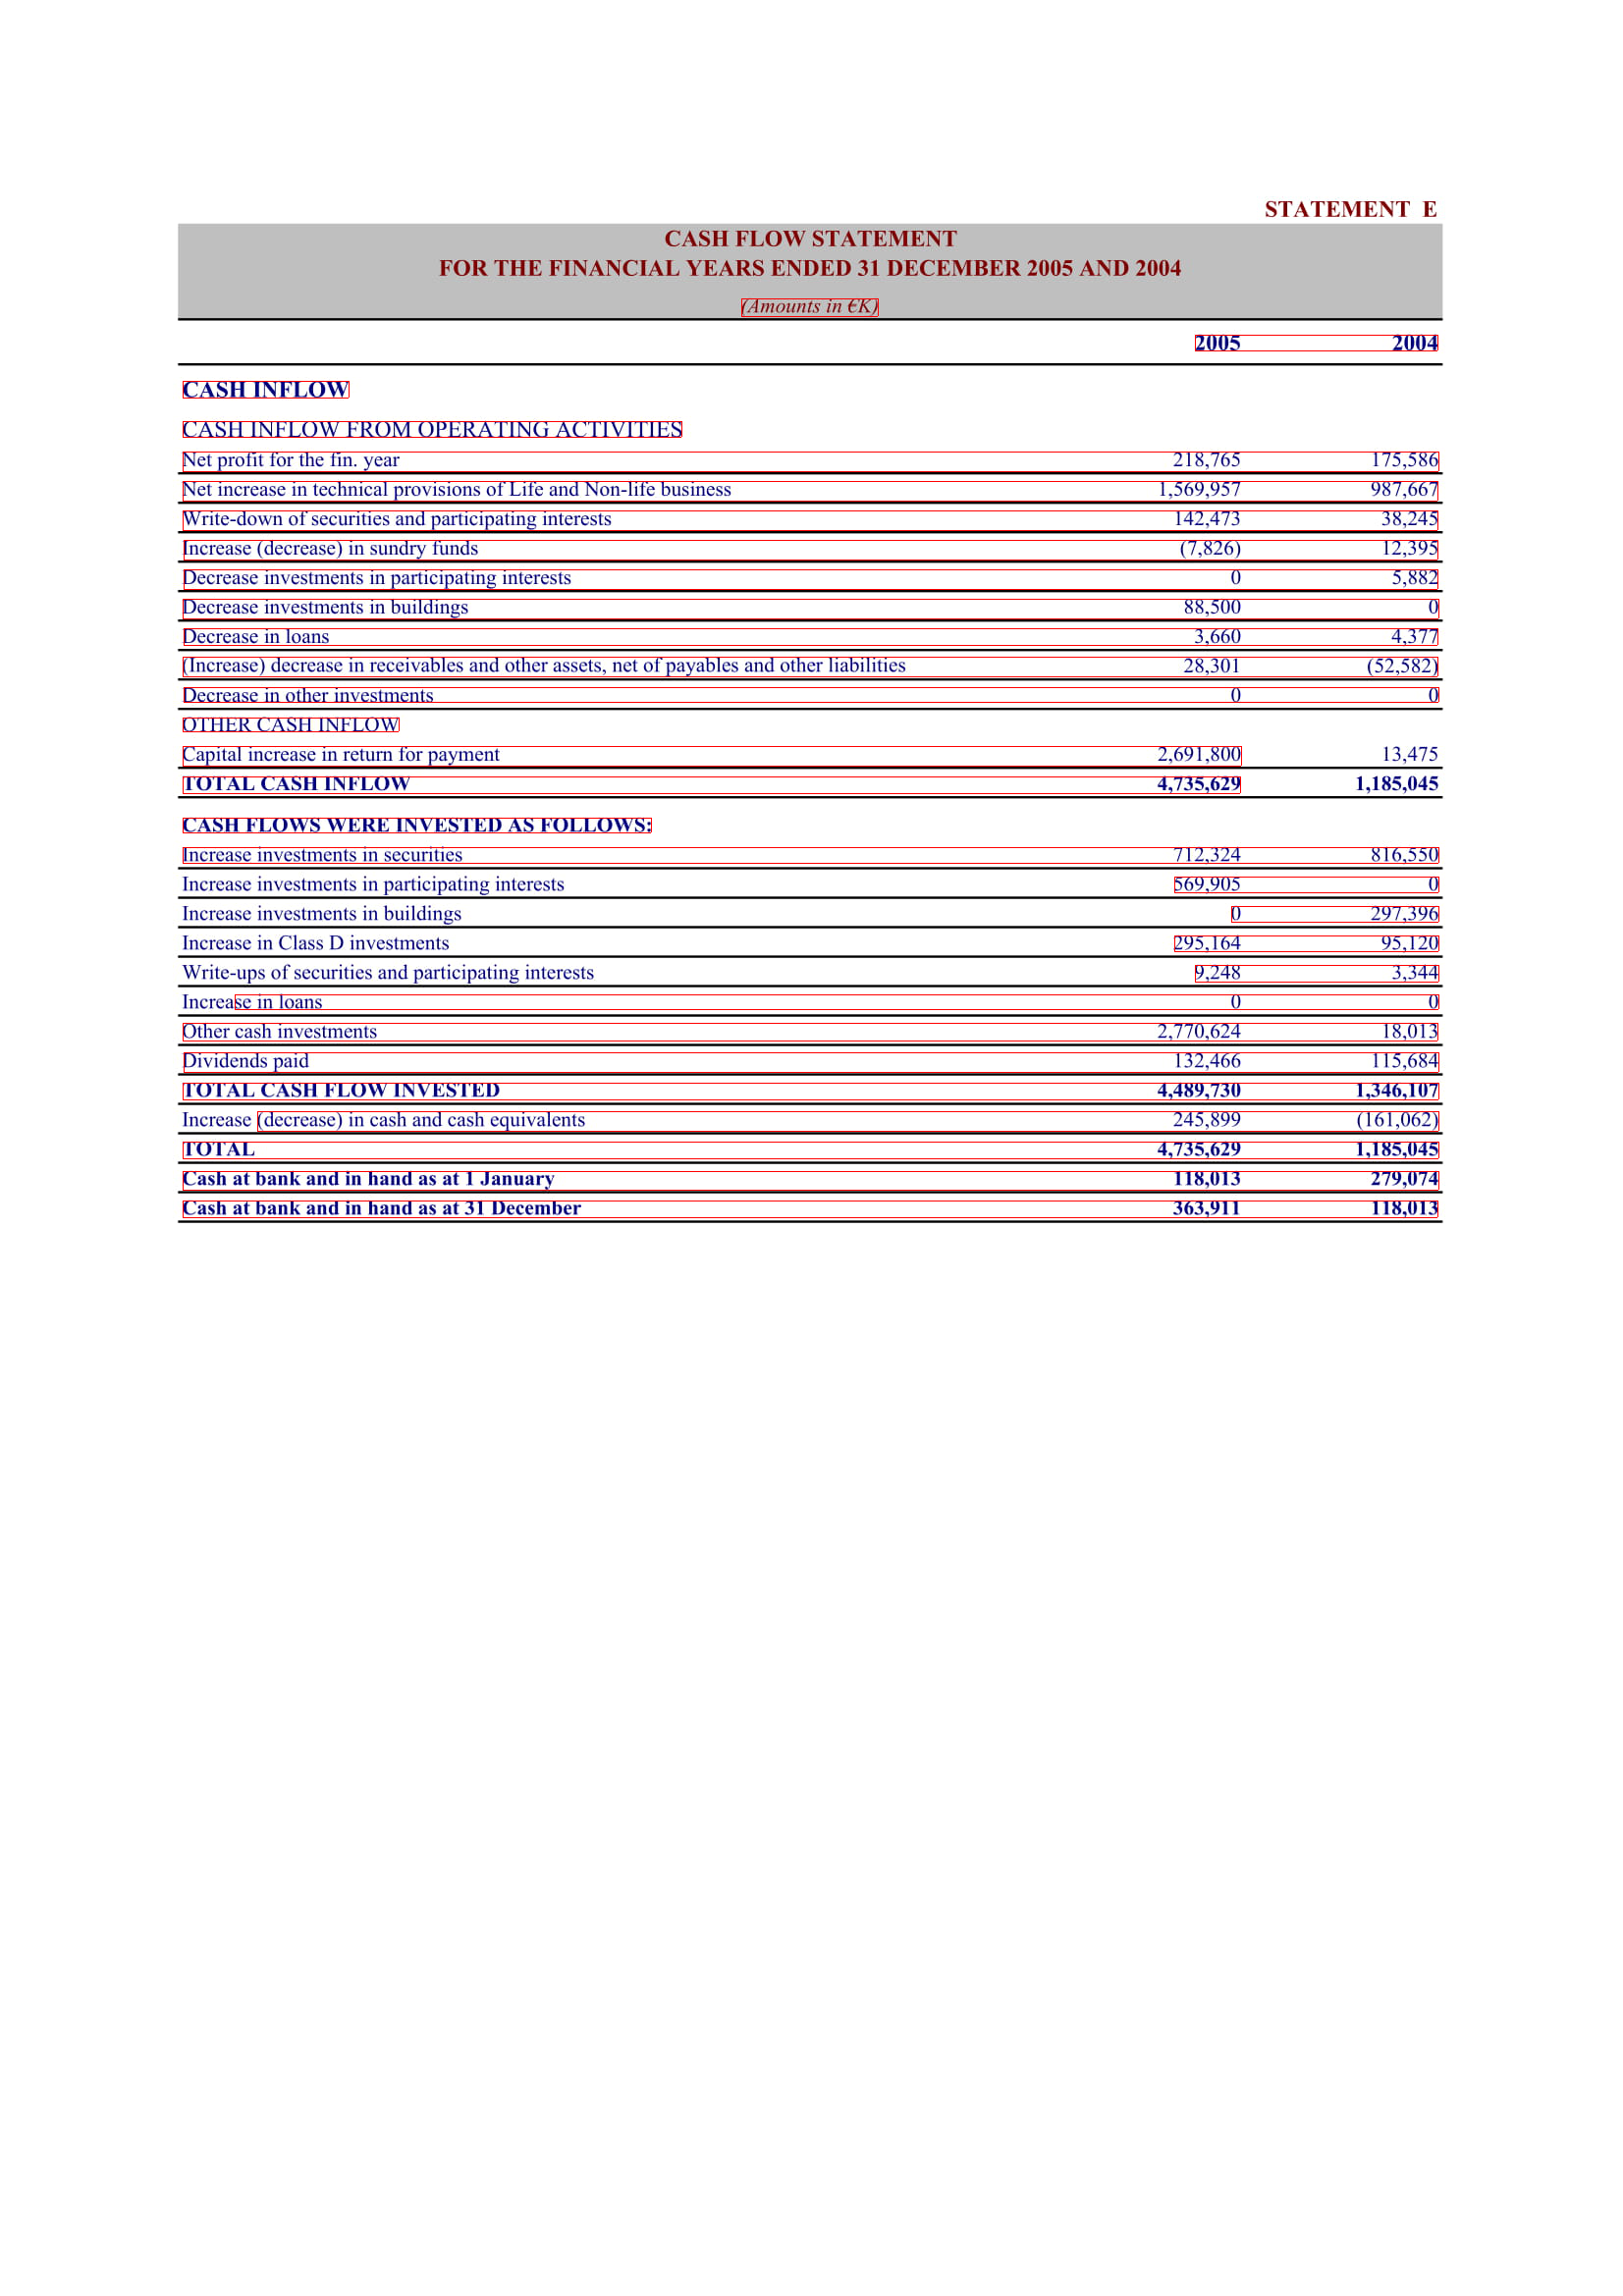 STATEMENT E
CASH FLOW STATEMENT
FOR THE FINANCIAL YEARS ENDED 31 DECEMBER 2005 AND 2004
(Amounts in €K)
2005 2004
CASH INFLOW
CASH INFLOW FROM OPERATING ACTIVITIES
Net profit for the fin. year 218,765 175,586
Net increase in technical provisions of Life and Non-life business 1,569,957 987,667
Write-down of securities and participating interests 142,473 38,245
Increase (decrease) in sundry funds (7,826) 12,395
Decrease investments in participating interests 0 5,882
Decrease investments in buildings 88,500 0
Decrease in loans 3,660 4,377
(Increase) decrease in receivables and other assets, net of payables and other liabilities 28,301 (52,582)
Decrease in other investments 0 0
OTHER CASH INFLOW
Capital increase in return for payment 2,691,800 13,475
TOTAL CASH INFLOW 4,735,629 1,185,045
CASH FLOWS WERE INVESTED AS FOLLOWS:
Increase investments in securities 712,324 816,550
Increase investments in participating interests 569,905 0
Increase investments in buildings 0 297,396
Increase in Class D investments 295,164 95,120
Write-ups of securities and participating interests 9,248 3,344
Increase in loans 0 0
Other cash investments 2,770,624 18,013
Dividends paid 132,466 115,684
TOTAL CASH FLOW INVESTED 4,489,730 1,346,107
Increase (decrease) in cash and cash equivalents 245,899 (161,062)
TOTAL 4,735,629 1,185,045
Cash at bank and in hand as at 1 January 118,013 279,074
Cash at bank and in hand as at 31 December 363,911 118,013